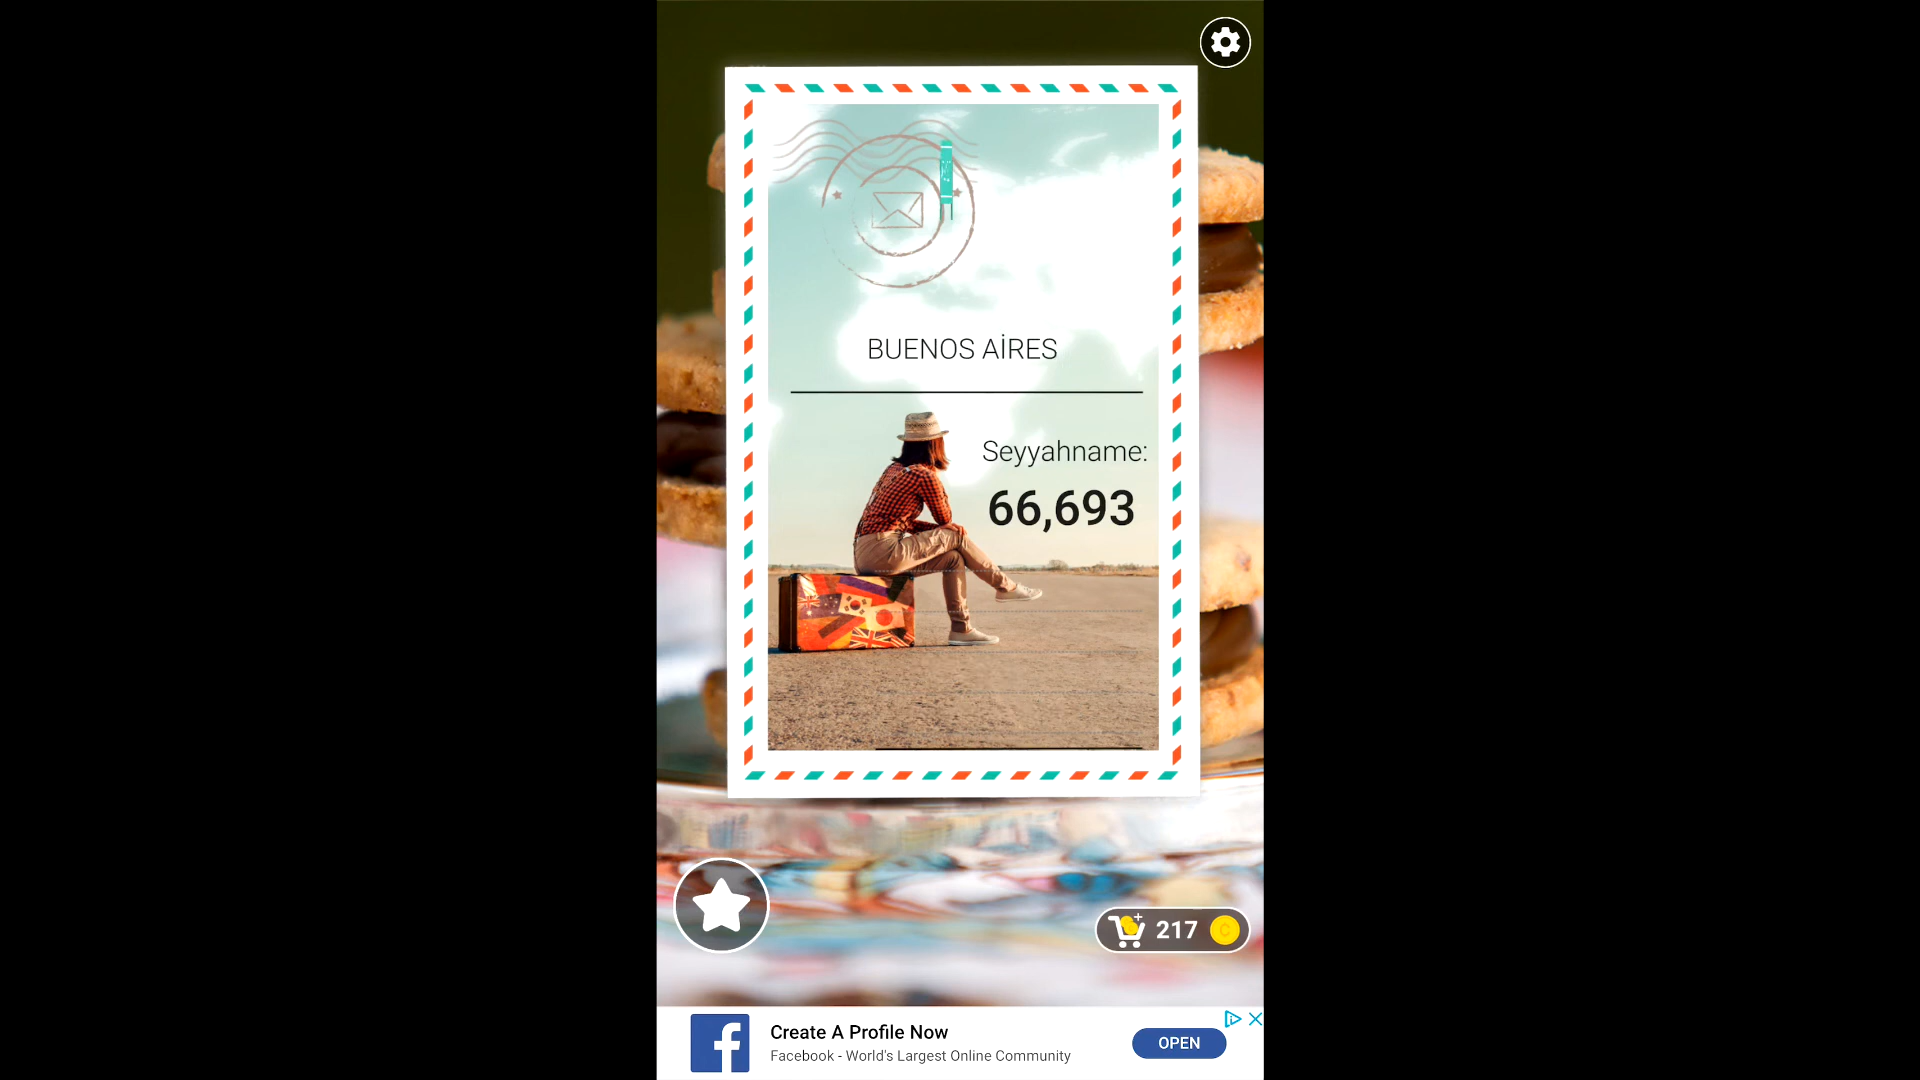 BUENOS AİRES
Seyyahname:
66,693
217
Create A Profile Now
Facebook - World's Largest Online Community
OPEN